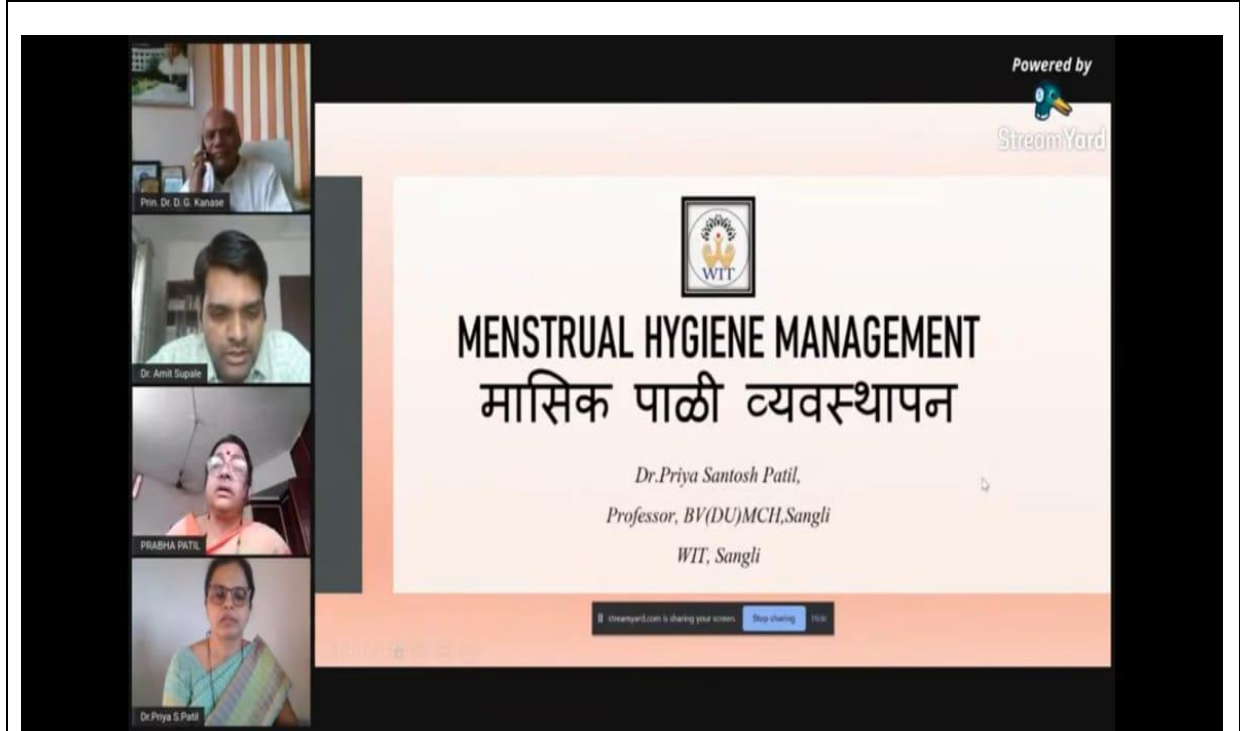 Powered by
StreamYard
Prin. Dr. D. G. Kanase
Dr. Amit Supale
PRABHA PATIL
Dr.Priya S.Patil
WIT
MENSTRUAL HYGIENE MANAGEMENT
मासिक पाळी व्यवस्थापन
Dr.Priya Santosh Patil,
Professor, BV(DU)MCH,Sangli
WIT, Sangli
streamyard.com is sharing your screen. Stop sharing Hide